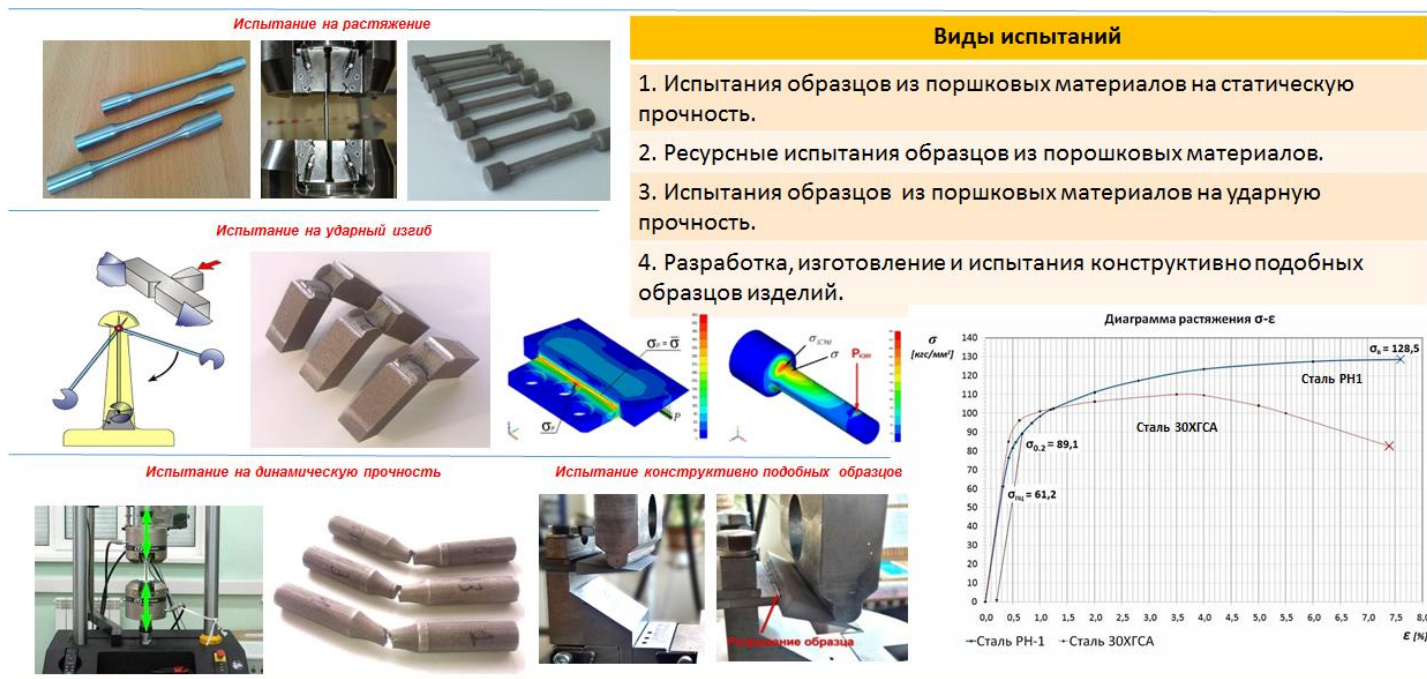 Испытание на растяжение
Виды испытаний
1. Испытания образцов из поршковых материалов на статическую
прочность.
2. Ресурсные испытания образцов из порошковых материалов.
3. Испытания образцов из поршковых материалов на ударную
прочность.
4. Разработка, изготовление и испытания конструктивно подобных
образцов изделий.
Испытание на ударный изгиб
σₚ = σ̅
σₚ
P
σ
Испытание на динамическую прочность
Испытание конструктивно подобных образцов
Разрушение образца
Диаграмма растяжения σ-ε
σ
[кгс/мм²]
140
130
120
110
100
90
80
70
60
50
40
30
20
10
0
σв = 128,5
Сталь РН1
Сталь 30ХГСА
σ0.2 = 89,1
σпц = 61,2
0,0 0,5 1,0 1,5 2,0 2,5 3,0 3,5 4,0 4,5 5,0 5,5 6,0 6,5 7,0 7,5 8,0
ε [%]
Сталь РН-1 Сталь 30ХГСА